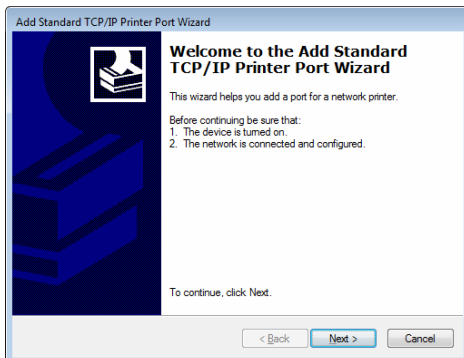 Add Standard TCP/IP Printer Port Wizard
Welcome to the Add Standard
TCP/IP Printer Port Wizard
This wizard helps you add a port for a network printer.
Before continuing be sure that:
1. The device is turned on.
2. The network is connected and configured.
To continue, click Next.
< Back Next > Cancel